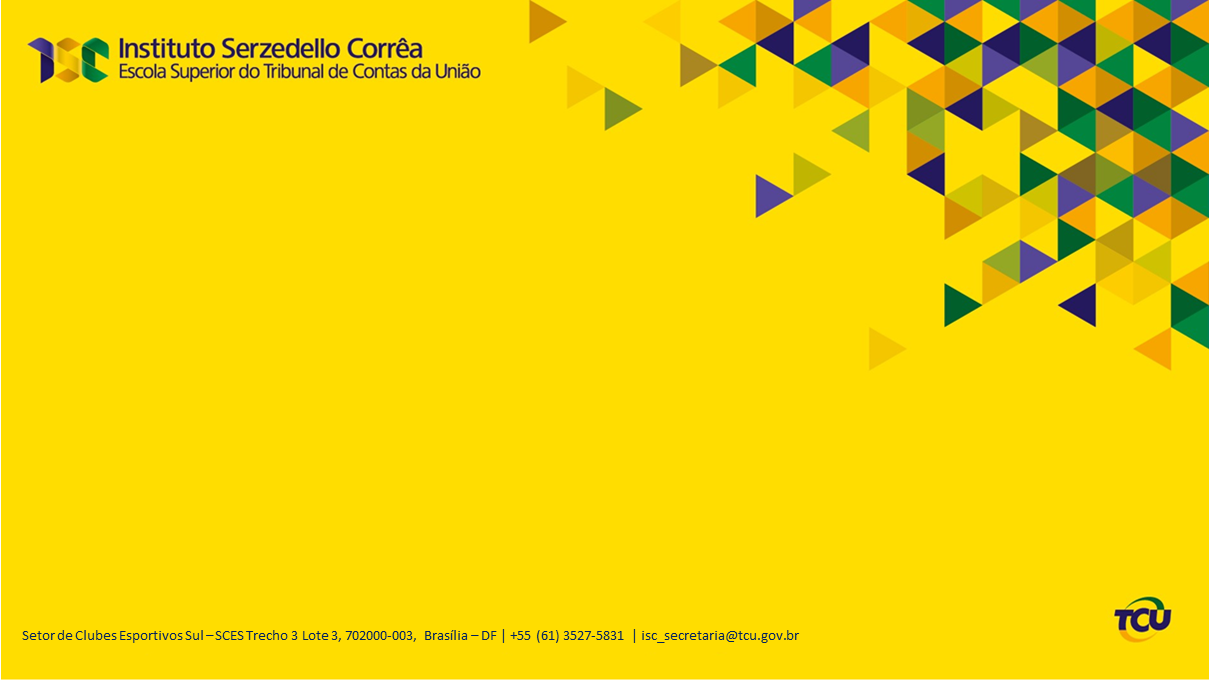 ISC Instituto Serzedello Corrêa
Escola Superior do Tribunal de Contas da União
Setor de Clubes Esportivos Sul – SCES Trecho 3 Lote 3, 702000-003, Brasília – DF | +55 (61) 3527-5831 | isc_secretaria@tcu.gov.br
TCU